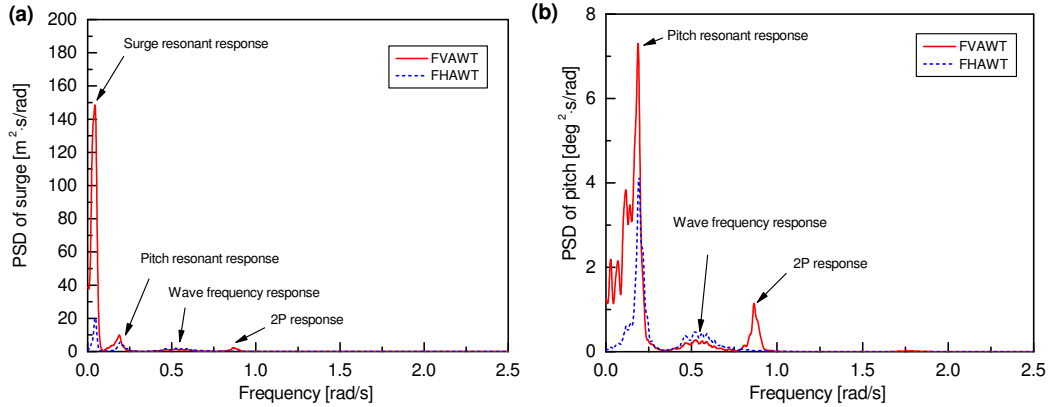 (a)
Surge resonant response
FVAWT
FHAWT
Pitch resonant response
Wave frequency response
2P response
PSD of surge [m²·s/rad]
200
180
160
140
120
100
80
60
40
20
0
0.0 0.5 1.0 1.5 2.0 2.5
Frequency [rad/s]
(b)
Pitch resonant response
FVAWT
FHAWT
Wave frequency response
2P response
PSD of pitch [deg²·s/rad]
8
6
4
2
0
0.0 0.5 1.0 1.5 2.0 2.5
Frequency [rad/s]